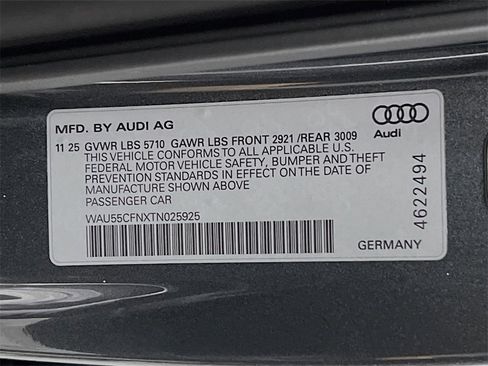 MFD. BY AUDI AG
Audi
11 25 GVWR LBS 5710 GAWR LBS FRONT 2921 /REAR 3009
THIS VEHICLE CONFORMS TO ALL APPLICABLE U.S.
FEDERAL MOTOR VEHICLE SAFETY, BUMPER AND THEFT
PREVENTION STANDARDS IN EFFECT ON THE DATE OF
MANUFACTURE SHOWN ABOVE
PASSENGER CAR
WAU55CFNXTN025925
4622494
GERMANY